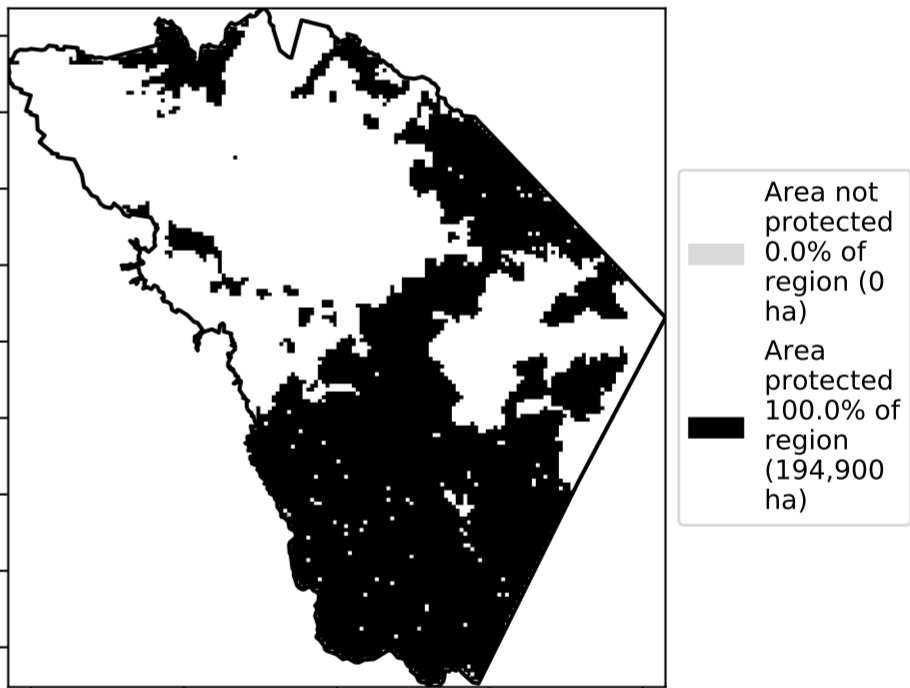 Area not
protected
0.0% of
region (0
ha)
Area
protected
100.0% of
region
(194,900
ha)